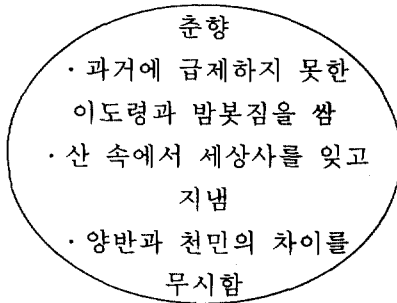 춘향
· 과거에 급제하지 못한
이도령과 밤봇짐을 쌈
· 산 속에서 세상사를 잊고
지냄
· 양반과 천민의 차이를
무시함